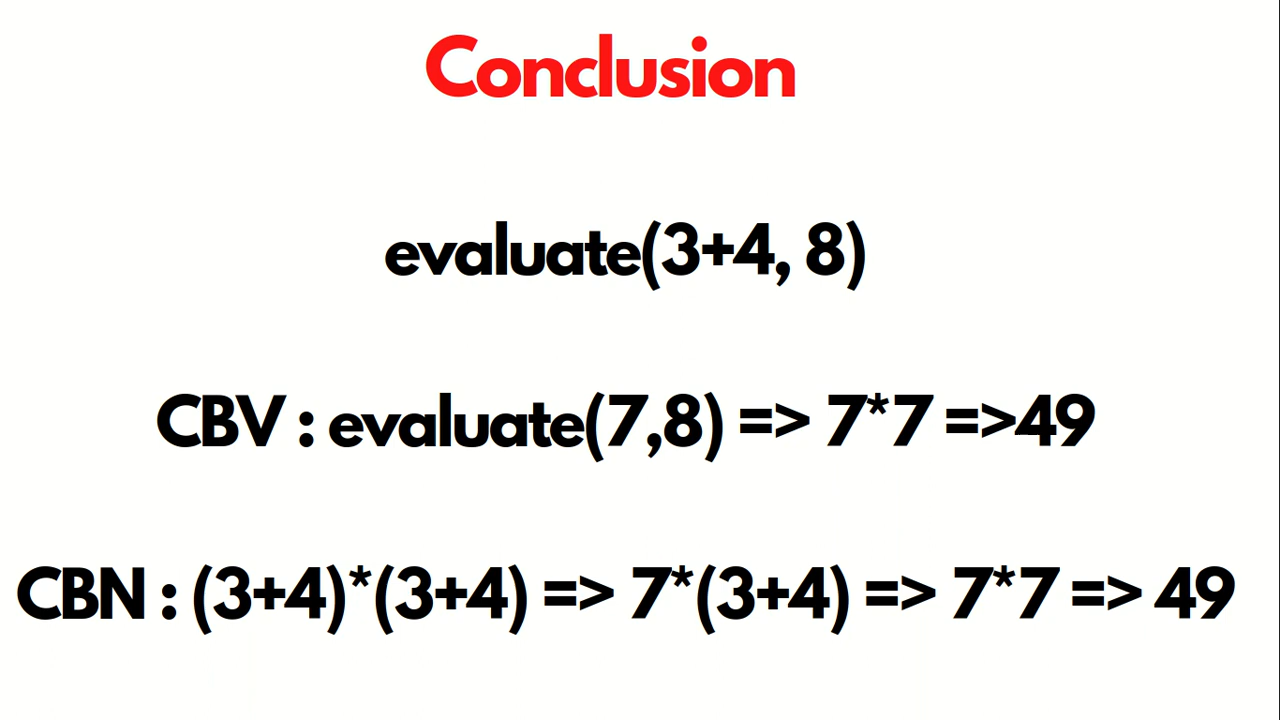 Conclusion
evaluate(3+4, 8)
CBV : evaluate(7,8) => 7*7 =>49
CBN : (3+4)*(3+4) => 7*(3+4) => 7*7 => 49